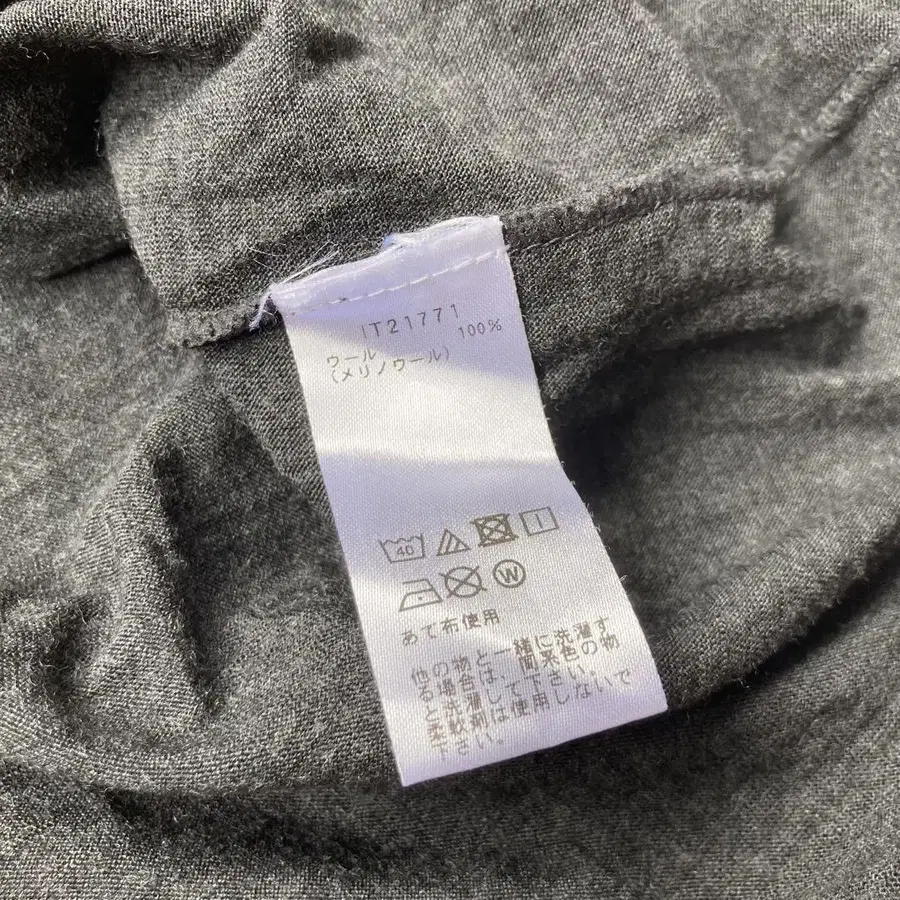 IT21771
ウール 100%
(メリノウール)
40
W
あて布使用
他の物と一緒に洗濯す
る場合は、同系色の物
と洗濯して下さい。
柔軟剤は使用しないで
下さい。